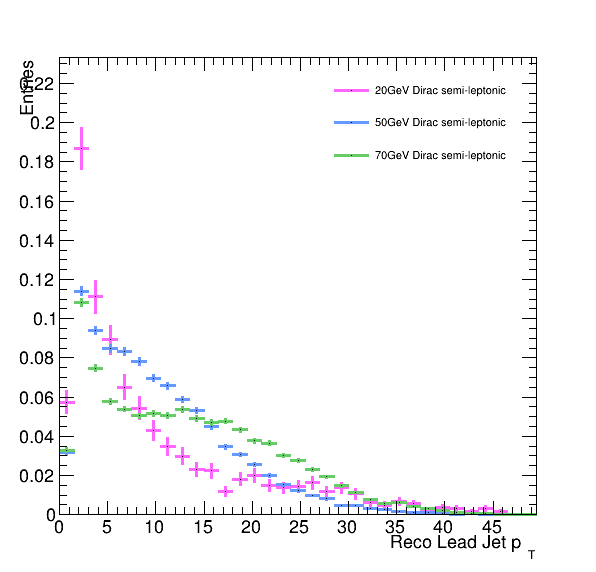 Entries
0.22
0.2
0.18
0.16
0.14
0.12
0.1
0.08
0.06
0.04
0.02
0
20GeV Dirac semi-leptonic
50GeV Dirac semi-leptonic
70GeV Dirac semi-leptonic
0 5 10 15 20 25 30 35 40 45
Reco Lead Jet p
T